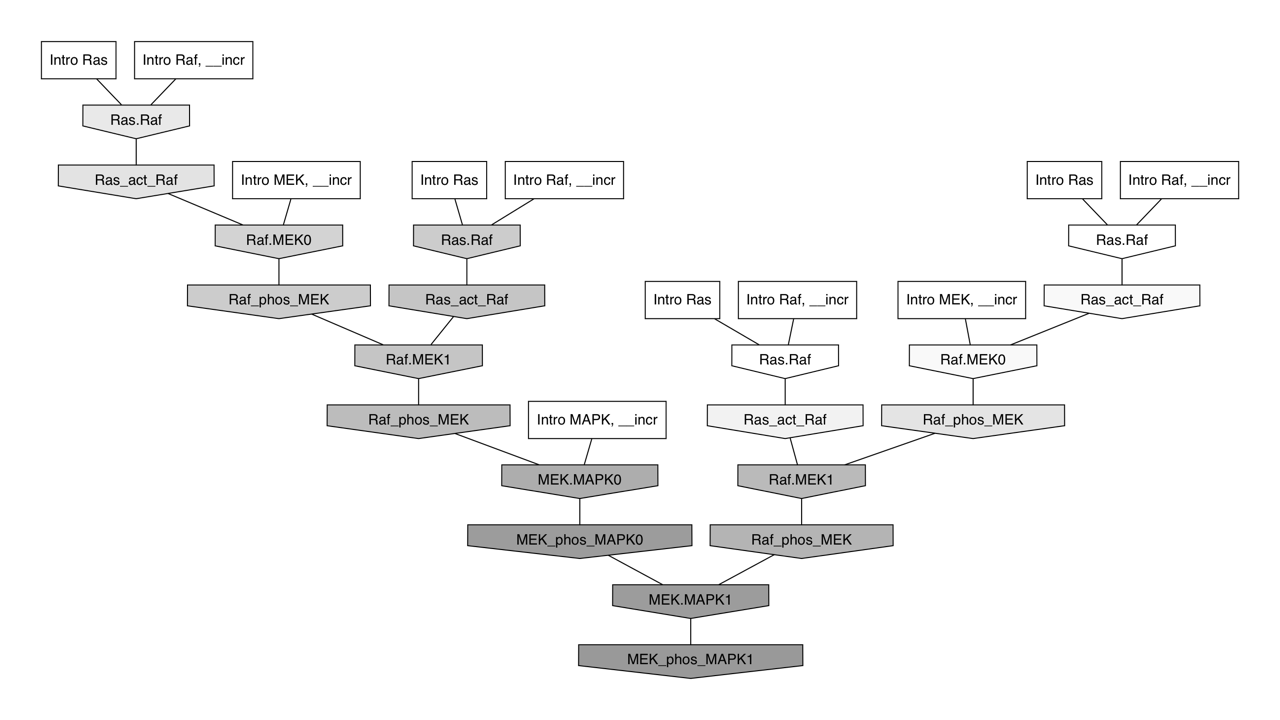 Intro Ras
Intro Raf, __incr
Ras.Raf
Ras_act_Raf
Intro MEK, __incr
Intro Ras
Intro Raf, __incr
Intro Ras
Intro Raf, __incr
Raf.MEK0
Ras.Raf
Ras.Raf
Raf_phos_MEK
Ras_act_Raf
Intro Ras
Intro Raf, __incr
Intro MEK, __incr
Ras_act_Raf
Raf.MEK1
Ras.Raf
Raf.MEK0
Raf_phos_MEK
Intro MAPK, __incr
Ras_act_Raf
Raf_phos_MEK
MEK.MAPK0
Raf.MEK1
MEK_phos_MAPK0
Raf_phos_MEK
MEK.MAPK1
MEK_phos_MAPK1